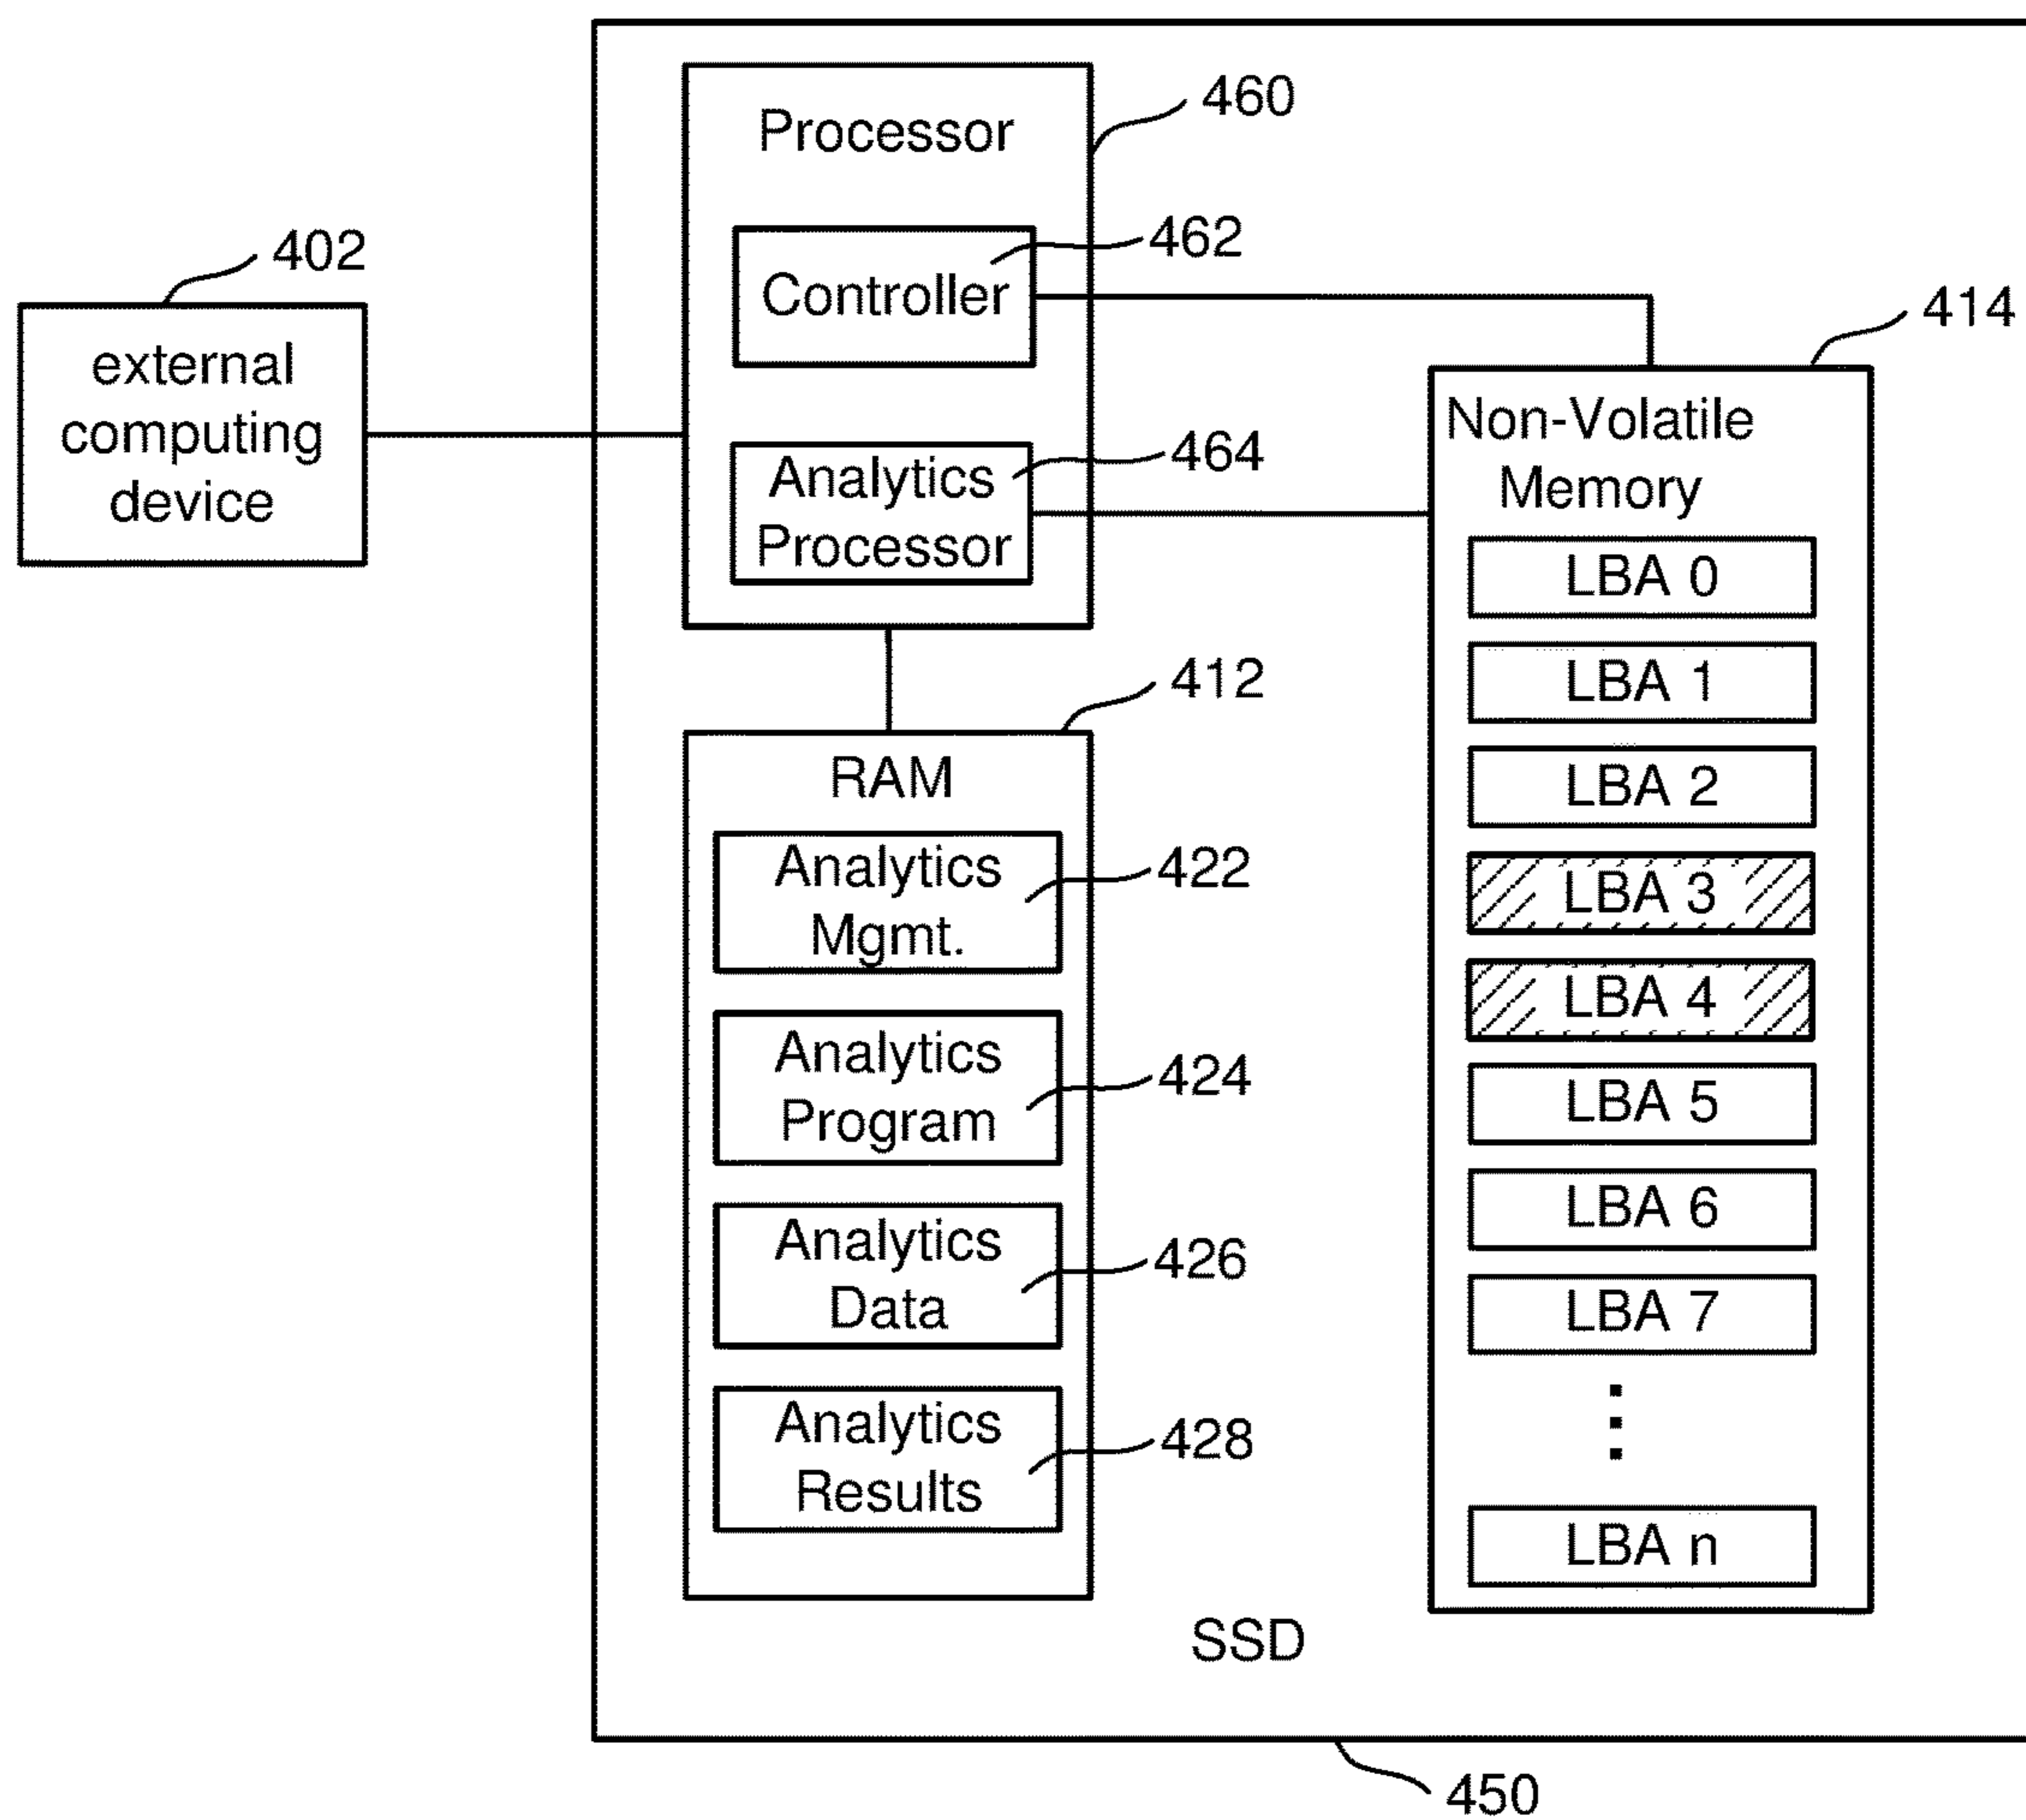 460
Processor
462
Controller
402
external
computing
device
464
Analytics
Processor
414
Non-Volatile
Memory
LBA 0
LBA 1
LBA 2
LBA 3
LBA 4
LBA 5
LBA 6
LBA 7
LBA n
412
RAM
Analytics
Mgmt.
422
Analytics
Program
424
Analytics
Data
426
Analytics
Results
428
SSD
450